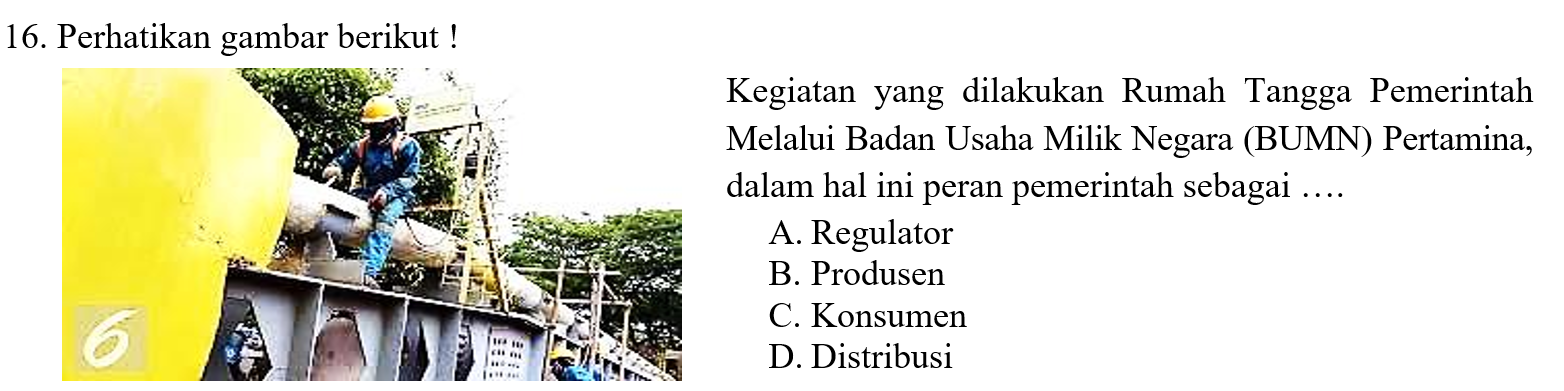 16. Perhatikan gambar berikut !
Kegiatan yang dilakukan Rumah Tangga Pemerintah
Melalui Badan Usaha Milik Negara (BUMN) Pertamina,
dalam hal ini peran pemerintah sebagai ….
A. Regulator
B. Produsen
C. Konsumen
D. Distribusi
6